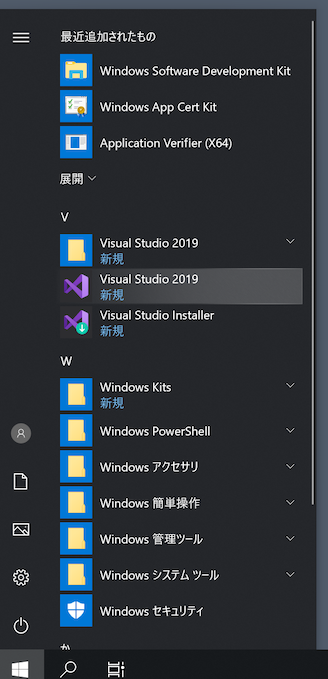 最近追加されたもの
Windows Software Development Kit
Windows App Cert Kit
Application Verifier (X64)
展開
V
Visual Studio 2019
新規
Visual Studio 2019
新規
Visual Studio Installer
新規
W
Windows Kits
新規
Windows PowerShell
Windows アクセサリ
Windows 簡単操作
Windows 管理ツール
Windows システム ツール
Windows セキュリティ
か